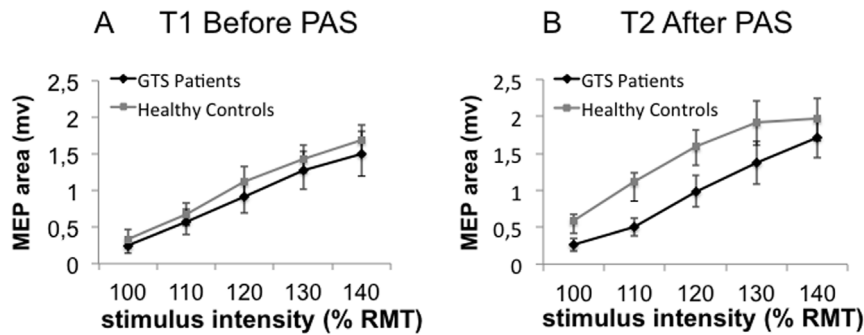 A T1 Before PAS
2,5
2
1,5
1
0,5
0
MEP area (mv)
GTS Patients
Healthy Controls
100 110 120 130 140
stimulus intensity (% RMT)
B T2 After PAS
2,5
2
1,5
1
0,5
0
MEP area (mv)
GTS Patients
Healthy Controls
100 110 120 130 140
stimulus intensity (% RMT)